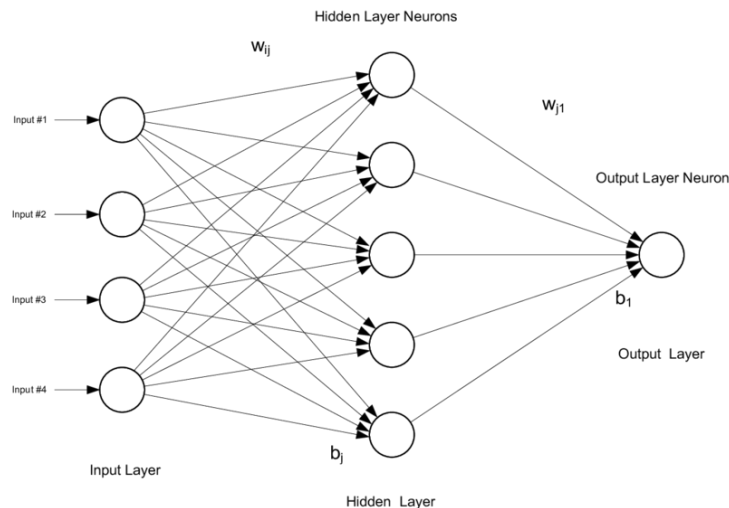 Hidden Layer Neurons
wij
wj1
Input #1
Output Layer Neuron
Input #2
Input #3
b1
Output Layer
Input #4
bj
Input Layer
Hidden Layer